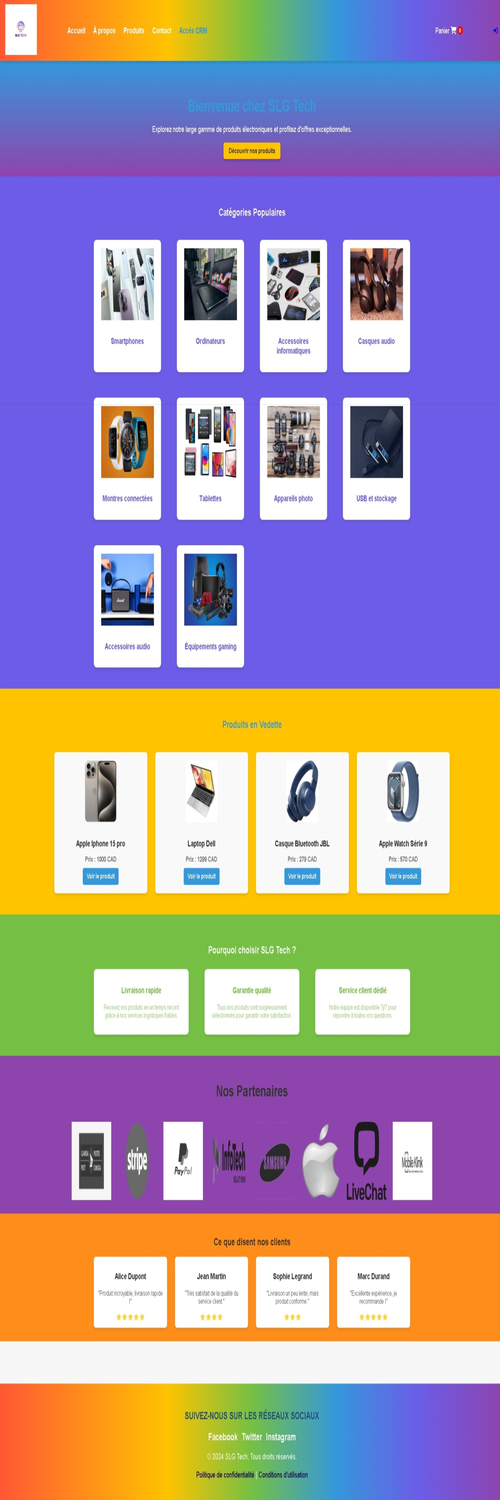 SLG TECH
Accueil À propos Produits Contact Accès CRM
Panier 0
Bienvenue chez SLG Tech
Explorez notre large gamme de produits électroniques et profitez d'offres exceptionnelles.
Découvrir nos produits
Catégories Populaires
Smartphones
Ordinateurs
Accessoires
informatiques
Casques audio
Montres connectées
Tablettes
Appareils photo
USB et stockage
Accessoires audio
Équipements gaming
Produits en Vedette
Apple Iphone 15 pro
Prix : 1000 CAD
Voir le produit
Laptop Dell
Prix : 1299 CAD
Voir le produit
Casque Bluetooth JBL
Prix : 279 CAD
Voir le produit
Apple Watch Série 9
Prix : 570 CAD
Voir le produit
Pourquoi choisir SLG Tech ?
Livraison rapide
Recevez vos produits en un temps record
grâce à nos services logistiques fiables.
Garantie qualité
Tous nos produits sont soigneusement
sélectionnés pour garantir votre satisfaction.
Service client dédié
Notre équipe est disponible 7j/7 pour
répondre à toutes vos questions.
Nos Partenaires
CANADA POSTES
POST CANADA
stripe
PayPal
InfoTech
SAMSUNG
LiveChat
Mobile Klinik
Ce que disent nos clients
Alice Dupont
"Produit incroyable, livraison rapide
!"
Jean Martin
"Très satisfait de la qualité du
service client."
Sophie Legrand
"Livraison un peu lente, mais
produit conforme."
Marc Durand
"Excellente expérience, je
recommande !"
SUIVEZ-NOUS SUR LES RÉSEAUX SOCIAUX
Facebook Twitter Instagram
© 2024 SLG Tech. Tous droits réservés.
Politique de confidentialité | Conditions d'utilisation